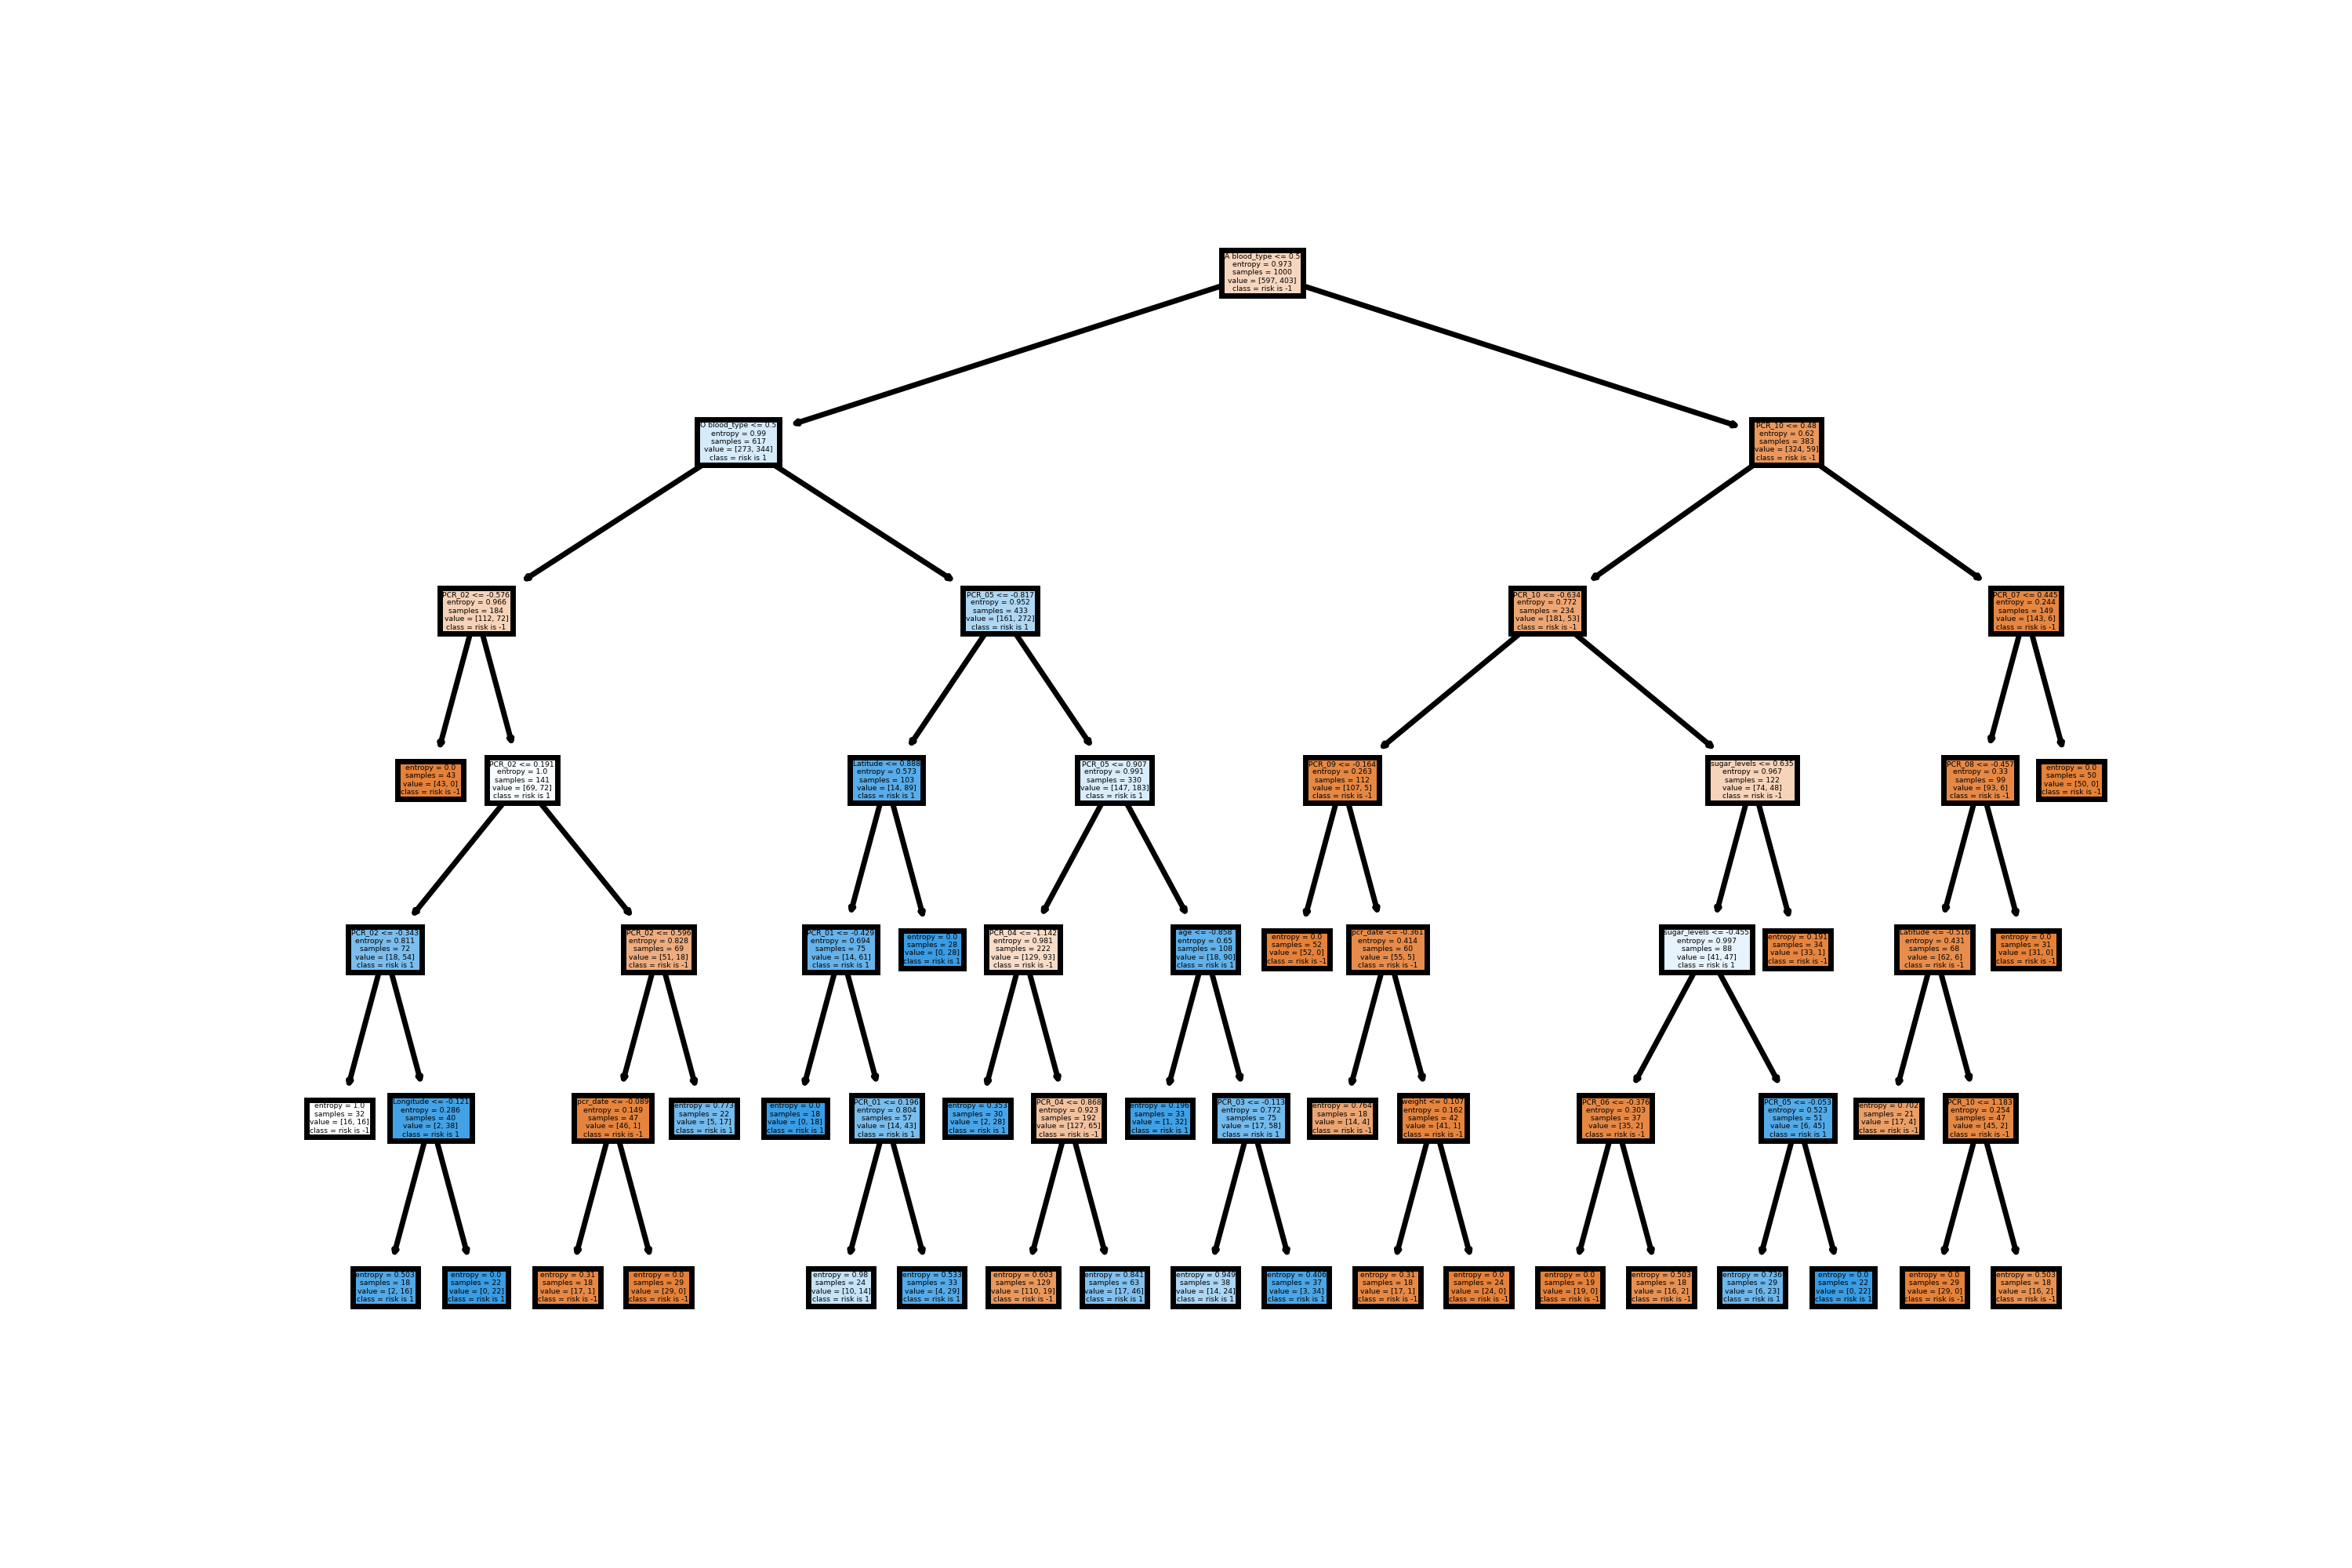 A blood_type <= 0.5
entropy = 0.973
samples = 1000
value = [597, 403]
class = risk is -1
O blood_type <= 0.5
entropy = 0.99
samples = 617
value = [273, 344]
class = risk is 1
PCR_10 <= 0.48
entropy = 0.62
samples = 383
value = [324, 59]
class = risk is -1
PCR_02 <= -0.576
entropy = 0.966
samples = 184
value = [112, 72]
class = risk is -1
PCR_05 <= -0.817
entropy = 0.952
samples = 433
value = [161, 272]
class = risk is 1
PCR_10 <= -0.634
entropy = 0.772
samples = 234
value = [181, 53]
class = risk is -1
PCR_07 <= 0.445
entropy = 0.244
samples = 149
value = [143, 6]
class = risk is -1
entropy = 0.0
samples = 43
value = [43, 0]
class = risk is -1
PCR_02 <= 0.191
entropy = 1.0
samples = 141
value = [69, 72]
class = risk is 1
Latitude <= 0.888
entropy = 0.573
samples = 103
value = [14, 89]
class = risk is 1
PCR_05 <= 0.907
entropy = 0.991
samples = 330
value = [147, 183]
class = risk is 1
PCR_09 <= -0.164
entropy = 0.263
samples = 112
value = [107, 5]
class = risk is -1
sugar_levels <= 0.635
entropy = 0.967
samples = 122
value = [74, 48]
class = risk is -1
PCR_08 <= -0.457
entropy = 0.33
samples = 99
value = [93, 6]
class = risk is -1
entropy = 0.0
samples = 50
value = [50, 0]
class = risk is -1
PCR_02 <= -0.343
entropy = 0.811
samples = 72
value = [18, 54]
class = risk is 1
PCR_02 <= 0.596
entropy = 0.828
samples = 69
value = [51, 18]
class = risk is -1
PCR_01 <= -0.429
entropy = 0.694
samples = 75
value = [14, 61]
class = risk is 1
entropy = 0.0
samples = 28
value = [0, 28]
class = risk is 1
PCR_04 <= -1.142
entropy = 0.981
samples = 222
value = [129, 93]
class = risk is -1
age <= -0.858
entropy = 0.65
samples = 108
value = [18, 90]
class = risk is 1
entropy = 0.0
samples = 52
value = [52, 0]
class = risk is -1
pcr_date <= -0.361
entropy = 0.414
samples = 60
value = [55, 5]
class = risk is -1
sugar_levels <= -0.455
entropy = 0.997
samples = 88
value = [41, 47]
class = risk is 1
entropy = 0.191
samples = 34
value = [33, 1]
class = risk is -1
Latitude <= -0.516
entropy = 0.431
samples = 68
value = [62, 6]
class = risk is -1
entropy = 0.0
samples = 31
value = [31, 0]
class = risk is -1
entropy = 1.0
samples = 32
value = [16, 16]
class = risk is -1
Longitude <= -0.121
entropy = 0.286
samples = 40
value = [2, 38]
class = risk is 1
pcr_date <= -0.089
entropy = 0.149
samples = 47
value = [46, 1]
class = risk is -1
entropy = 0.773
samples = 22
value = [5, 17]
class = risk is 1
entropy = 0.0
samples = 18
value = [0, 18]
class = risk is 1
PCR_01 <= 0.196
entropy = 0.804
samples = 57
value = [14, 43]
class = risk is 1
entropy = 0.353
samples = 30
value = [2, 28]
class = risk is 1
PCR_04 <= 0.868
entropy = 0.923
samples = 192
value = [127, 65]
class = risk is -1
entropy = 0.196
samples = 33
value = [1, 32]
class = risk is 1
PCR_03 <= -0.113
entropy = 0.772
samples = 75
value = [17, 58]
class = risk is 1
entropy = 0.764
samples = 18
value = [14, 4]
class = risk is -1
weight <= 0.107
entropy = 0.162
samples = 42
value = [41, 1]
class = risk is -1
PCR_06 <= -0.376
entropy = 0.303
samples = 37
value = [35, 2]
class = risk is -1
PCR_05 <= -0.053
entropy = 0.523
samples = 51
value = [6, 45]
class = risk is 1
entropy = 0.702
samples = 21
value = [17, 4]
class = risk is -1
PCR_10 <= 1.183
entropy = 0.254
samples = 47
value = [45, 2]
class = risk is -1
entropy = 0.503
samples = 18
value = [2, 16]
class = risk is 1
entropy = 0.0
samples = 22
value = [0, 22]
class = risk is 1
entropy = 0.31
samples = 18
value = [17, 1]
class = risk is -1
entropy = 0.0
samples = 29
value = [29, 0]
class = risk is -1
entropy = 0.98
samples = 24
value = [10, 14]
class = risk is 1
entropy = 0.533
samples = 33
value = [4, 29]
class = risk is 1
entropy = 0.603
samples = 129
value = [110, 19]
class = risk is -1
entropy = 0.841
samples = 63
value = [17, 46]
class = risk is 1
entropy = 0.949
samples = 38
value = [14, 24]
class = risk is 1
entropy = 0.406
samples = 37
value = [3, 34]
class = risk is 1
entropy = 0.31
samples = 18
value = [17, 1]
class = risk is -1
entropy = 0.0
samples = 24
value = [24, 0]
class = risk is -1
entropy = 0.0
samples = 19
value = [19, 0]
class = risk is -1
entropy = 0.503
samples = 18
value = [16, 2]
class = risk is -1
entropy = 0.736
samples = 29
value = [6, 23]
class = risk is 1
entropy = 0.0
samples = 22
value = [0, 22]
class = risk is 1
entropy = 0.0
samples = 29
value = [29, 0]
class = risk is -1
entropy = 0.503
samples = 18
value = [16, 2]
class = risk is -1